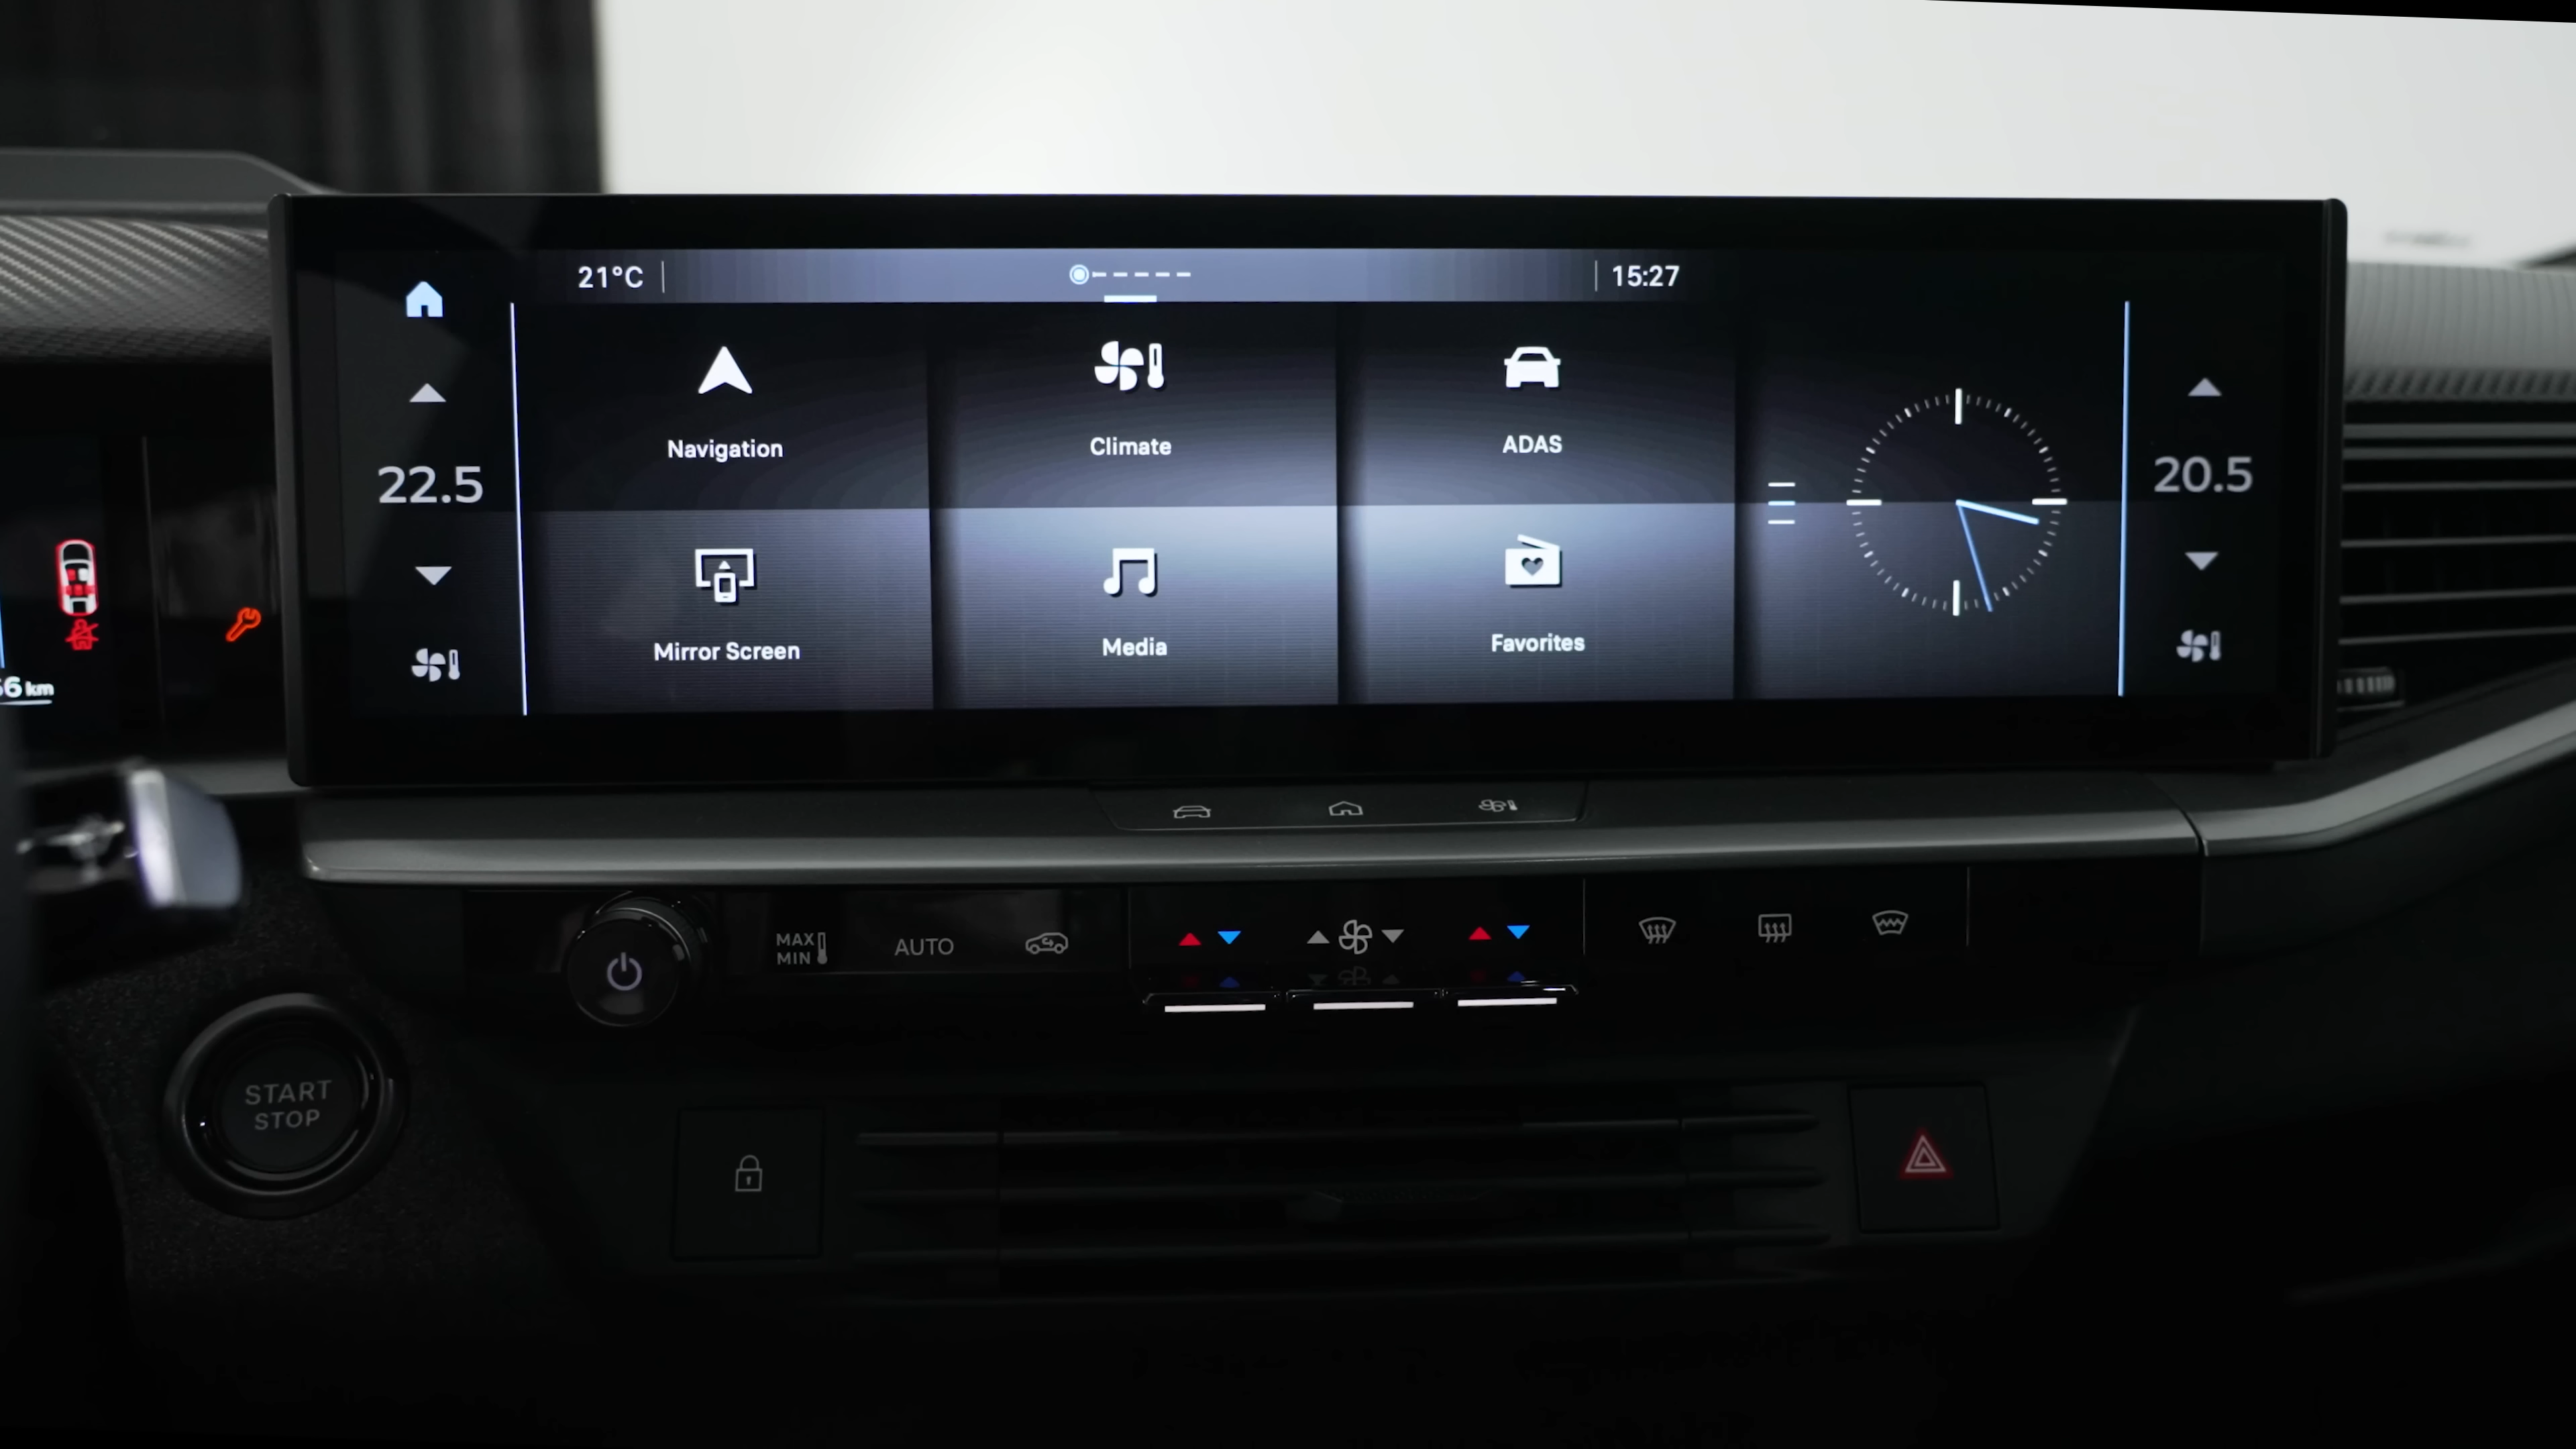 21°C
15:27
Navigation
Climate
ADAS
22.5
20.5
Mirror Screen
Media
Favorites
km
MAX
MIN
AUTO
START
STOP